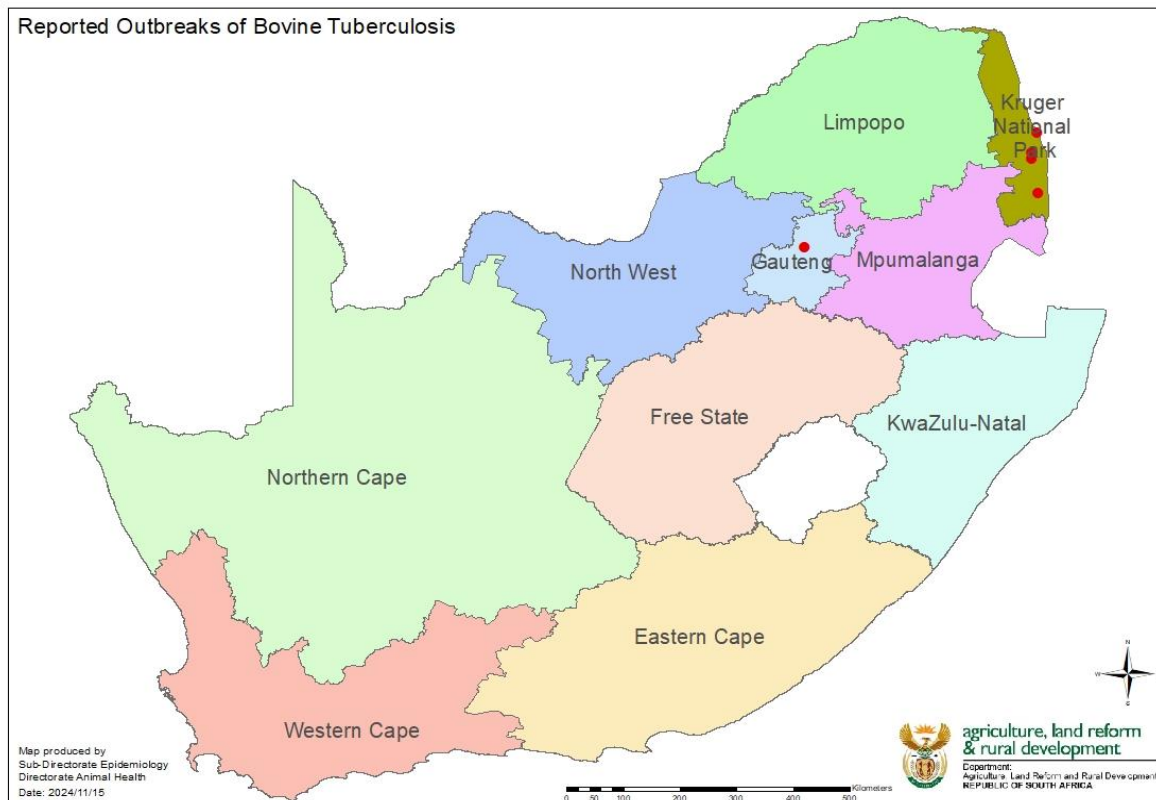 Reported Outbreaks of Bovine Tuberculosis
Limpopo
Kruger
National
Park
North West
Gauteng
Mpumalanga
Free State
KwaZulu-Natal
Northern Cape
Eastern Cape
Western Cape
N
W
S
Map produced by
Sub-Directorate Epidemiology
Directorate Animal Health
Date: 2024/11/15
0 50 100 200 300 400 500
Kilometers
agriculture, land reform
& rural development
Department:
Agriculture, Land Reform and Rural Development
REPUBLIC OF SOUTH AFRICA